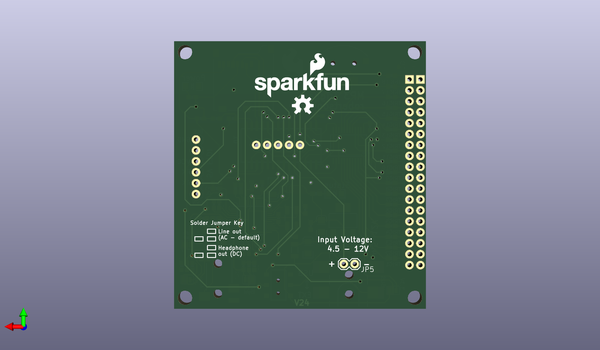 sparkfun
Solder Jumper Key
Line out
(AC - default)
Headphone
out (DC)
Input Voltage:
4.5 - 12V
+ -
JP5
V24